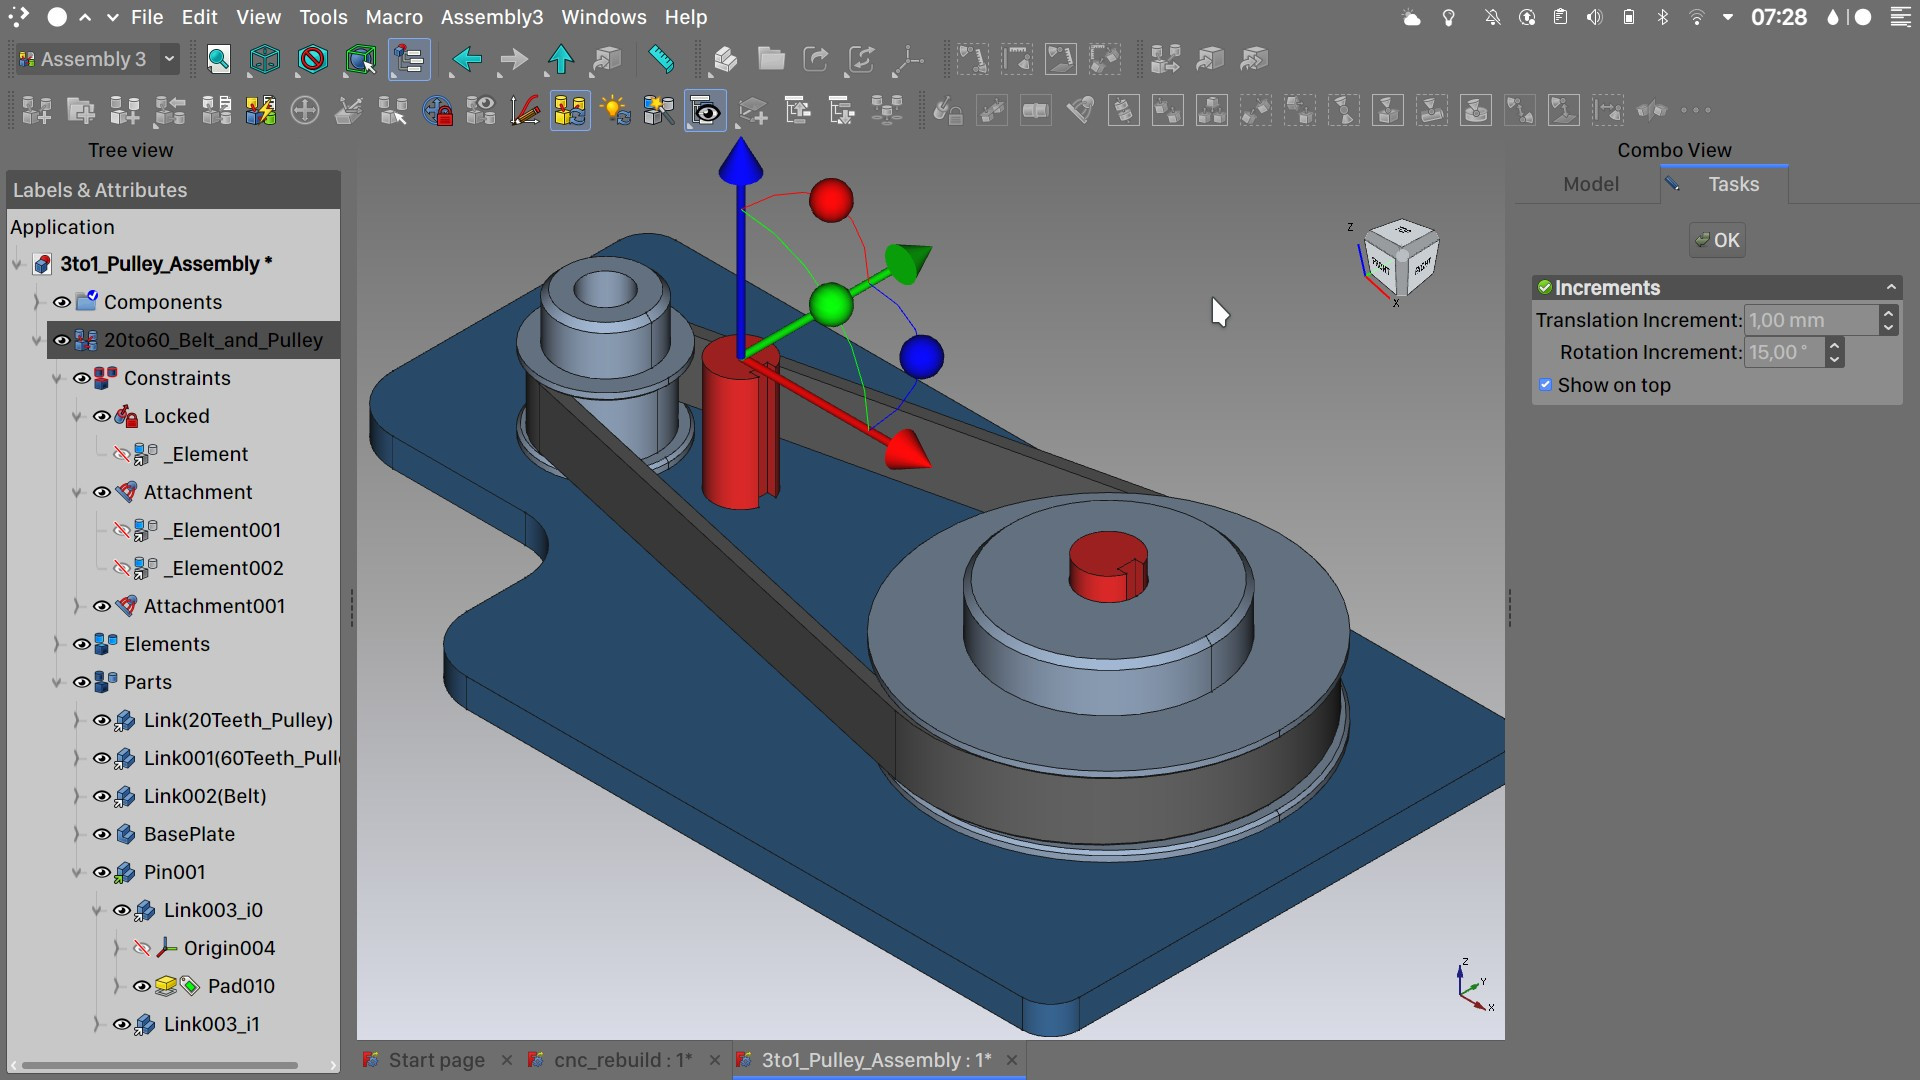 File Edit View Tools Macro Assembly3 Windows Help
07:28
Assembly 3
Tree view
Labels & Attributes
Application
3to1_Pulley_Assembly *
Components
20to60_Belt_and_Pulley
Constraints
Locked
_Element
Attachment
_Element001
_Element002
Attachment001
Elements
Parts
Link(20Teeth_Pulley)
Link001(60Teeth_Pull
Link002(Belt)
BasePlate
Pin001
Link003_i0
Origin004
Pad010
Link003_i1
Z
FRONT
RIGHT
X
Z
Y
X
Start page
cnc_rebuild : 1*
3to1_Pulley_Assembly : 1*
Combo View
Model
Tasks
OK
Increments
Translation Increment: 1,00 mm
Rotation Increment: 15,00 °
Show on top